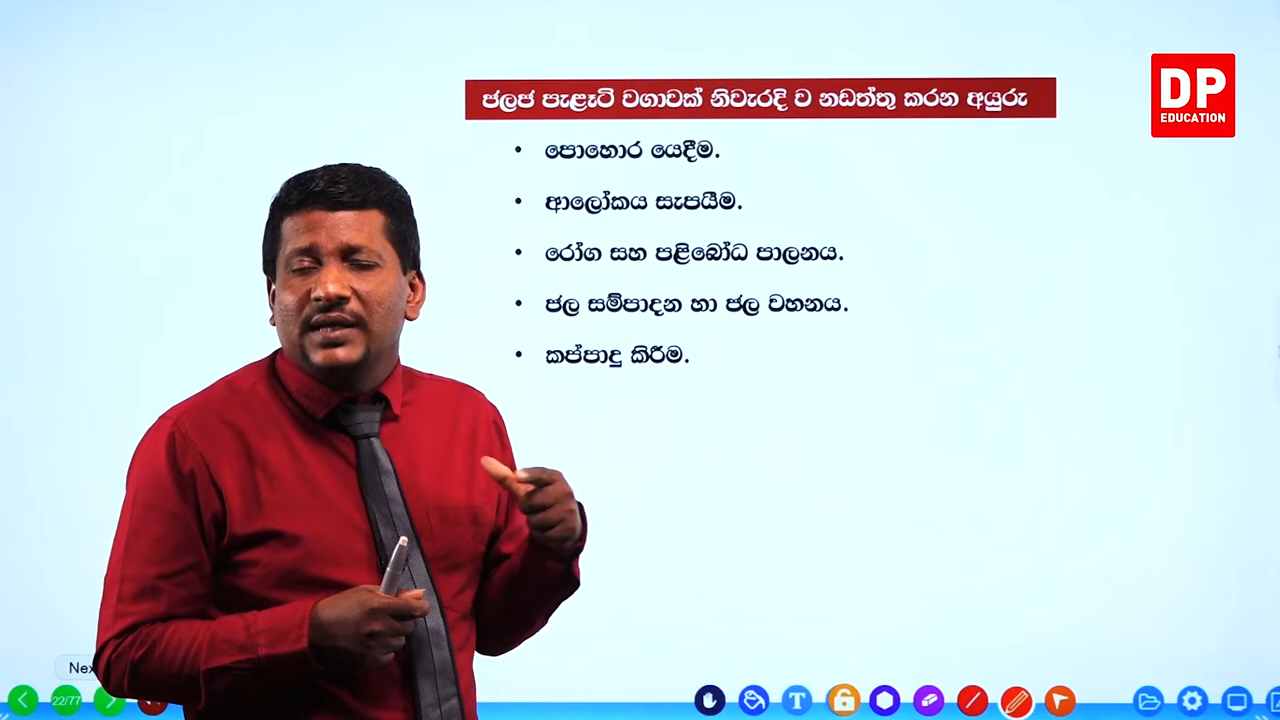 DP
EDUCATION
ජලජ පැළෑටි වගාවක් නිවැරදි ව නඩත්තු කරන අයුරු
• පොහොර යෙදීම.
• ආලෝකය සැපයීම.
• රෝග සහ පළිබෝධ පාලනය.
• ජල සම්පාදන හා ජල වහනය.
• කප්පාදු කිරීම.
Nex
22/77
T